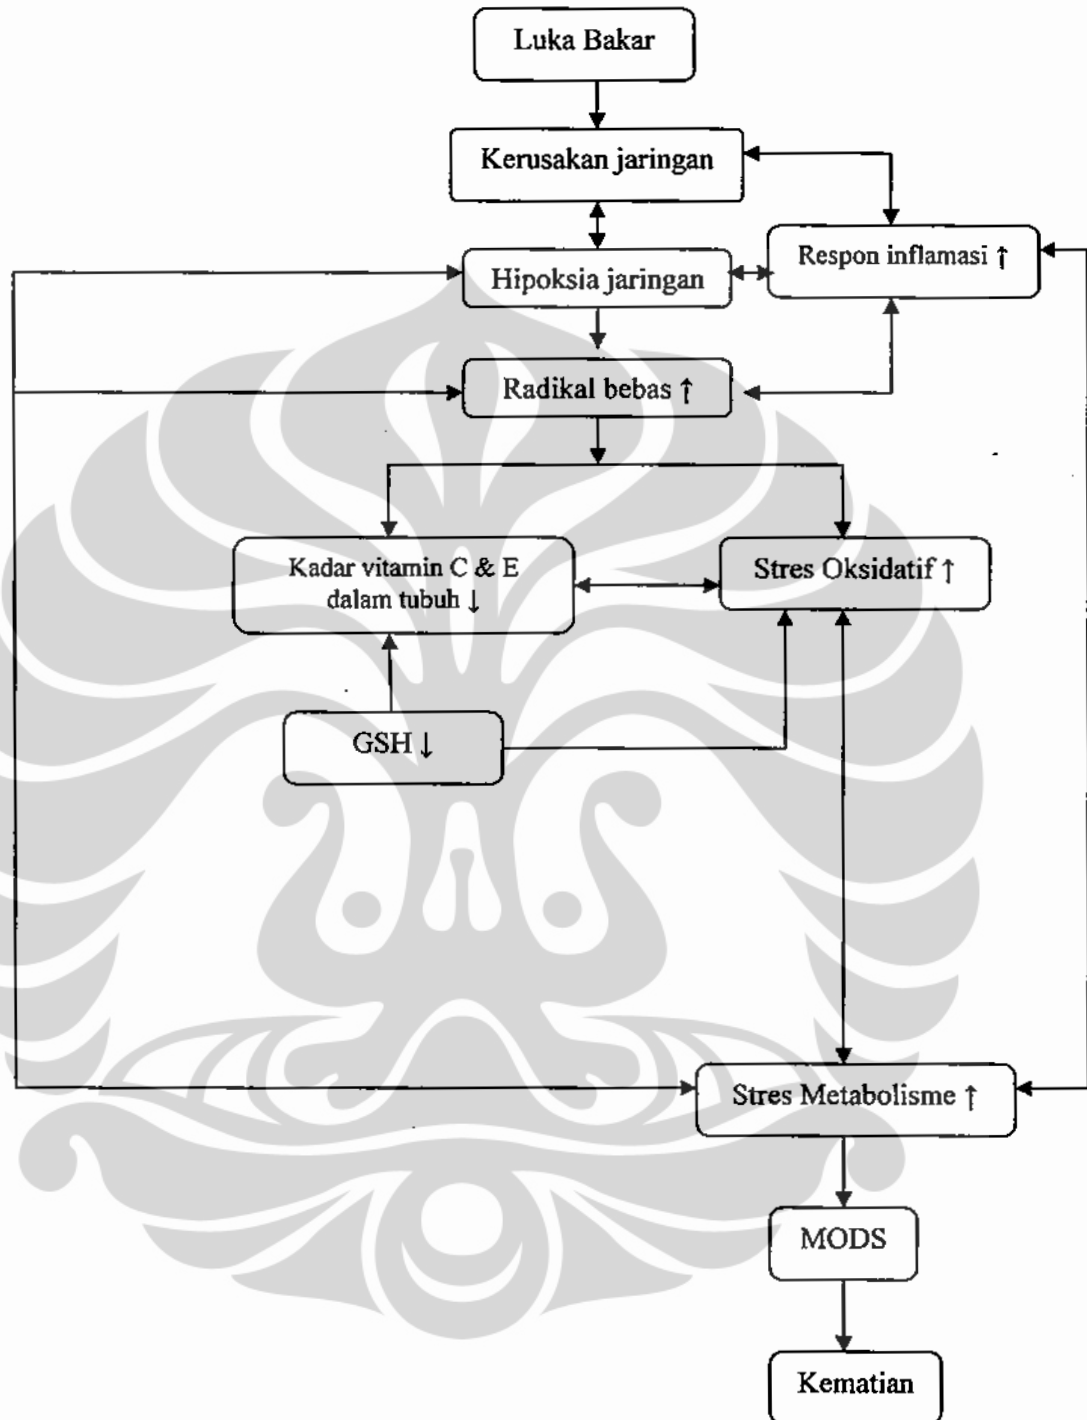 Luka Bakar
Kerusakan jaringan
Respon inflamasi ↑
Hipoksia jaringan
Radikal bebas ↑
Kadar vitamin C & E
dalam tubuh ↓
Stres Oksidatif ↑
GSH ↓
Stres Metabolisme ↑
MODS
Kematian